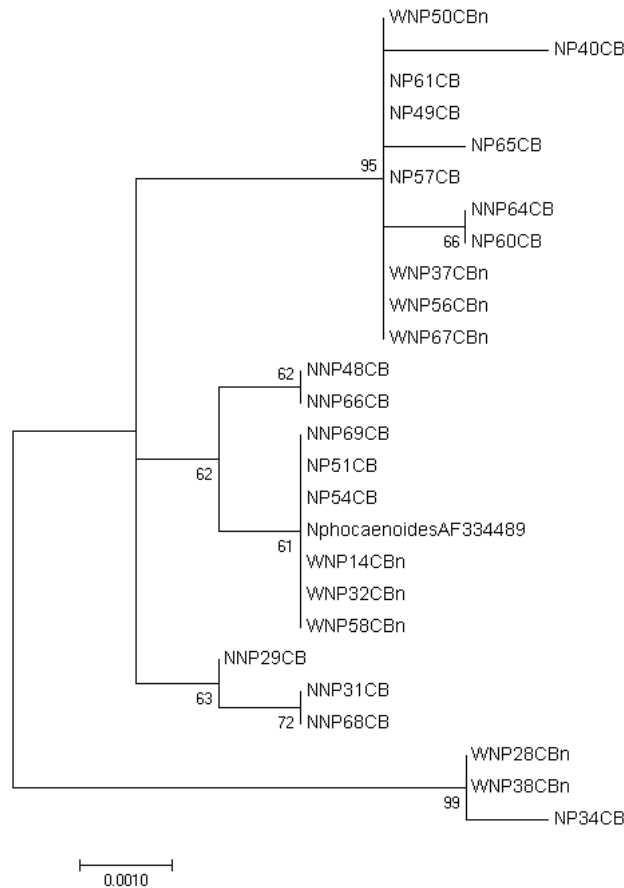 WNP50CBn
NP40CB
NP61CB
NP49CB
NP65CB
95
NP57CB
NNP64CB
66
NP60CB
WNP37CBn
WNP56CBn
WNP67CBn
62
NNP48CB
NNP66CB
NNP69CB
62
NP51CB
NP54CB
NphocaenoidesAF334489
61
WNP14CBn
WNP32CBn
WNP58CBn
NNP29CB
63
NNP31CB
72
NNP68CB
WNP28CBn
WNP38CBn
99
NP34CB
0.0010